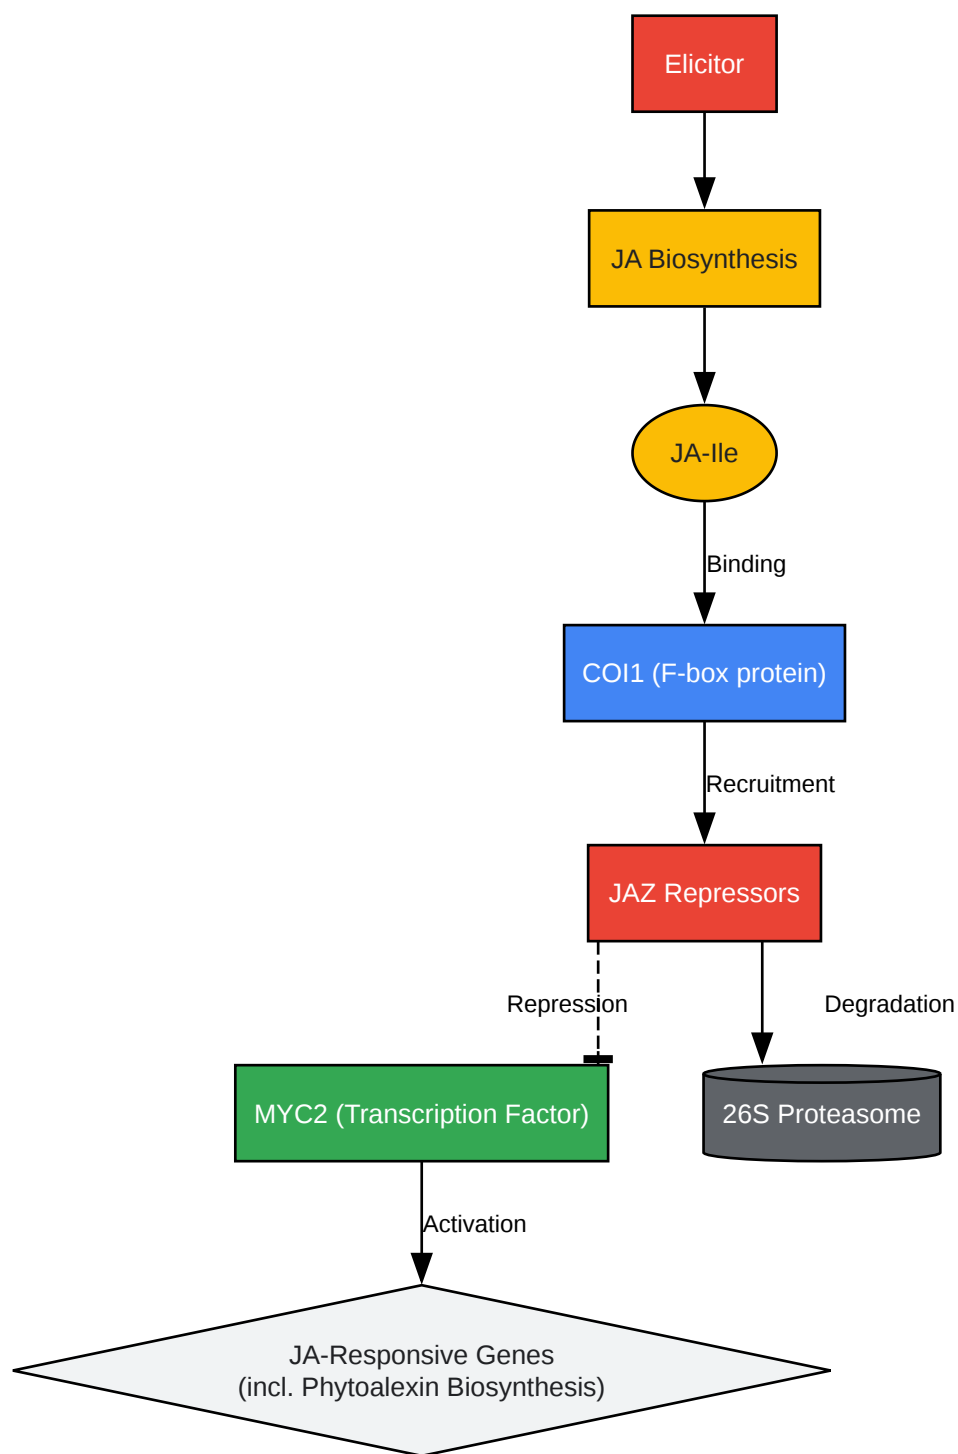 Elicitor
JA Biosynthesis
JA-Ile
Binding
COI1 (F-box protein)
Recruitment
JAZ Repressors
Repression
Degradation
MYC2 (Transcription Factor)
26S Proteasome
Activation
JA-Responsive Genes
(incl. Phytoalexin Biosynthesis)